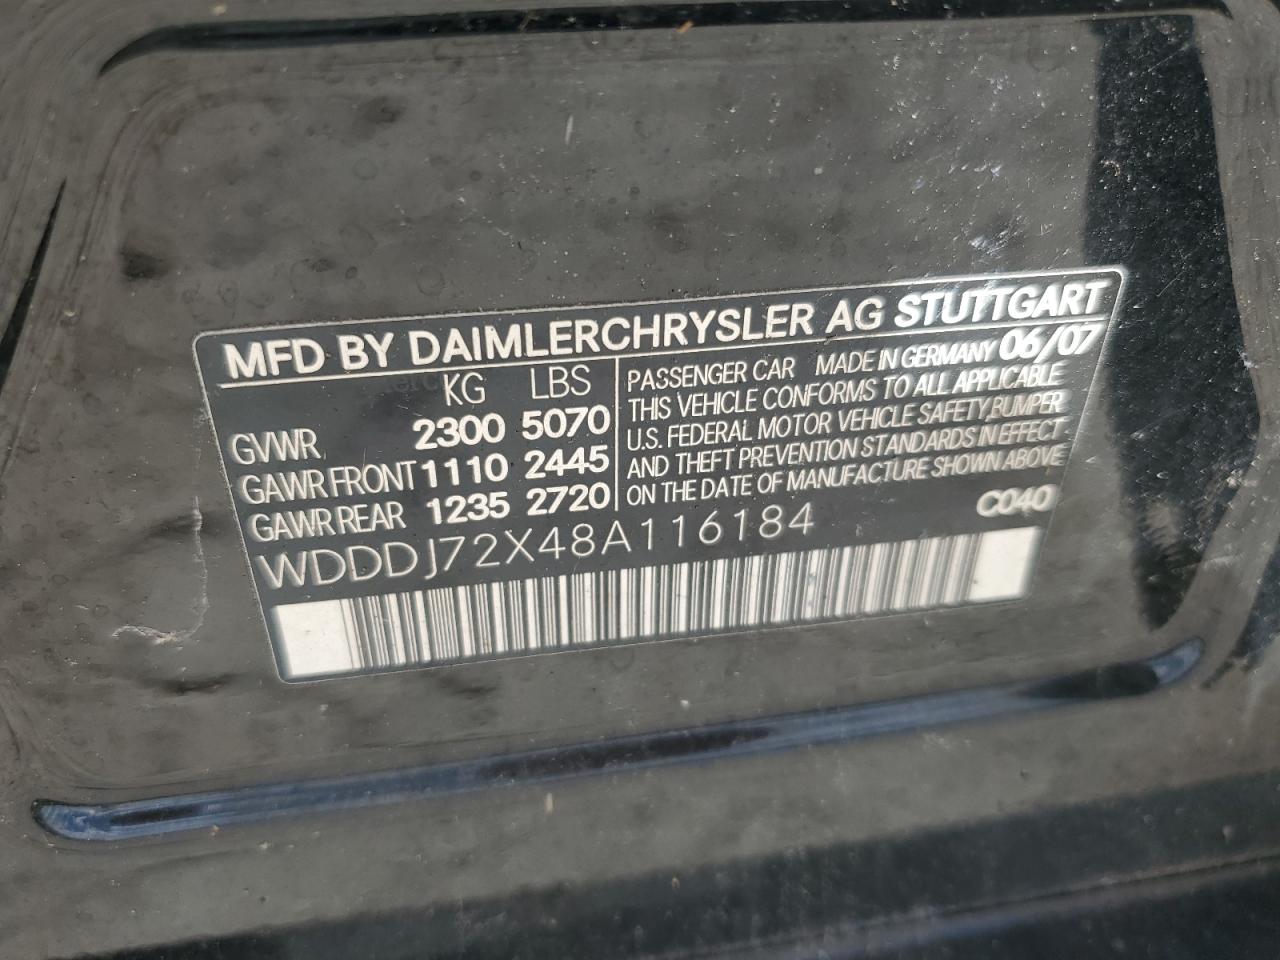 MFD BY DAIMLERCHRYSLER AG STUTTGART
KG LBS
GVWR 2300 5070
GAWR FRONT 1110 2445
GAWR REAR 1235 2720
PASSENGER CAR MADE IN GERMANY 06/07
THIS VEHICLE CONFORMS TO ALL APPLICABLE
U.S. FEDERAL MOTOR VEHICLE SAFETY, BUMPER
AND THEFT PREVENTION STANDARDS IN EFFECT
ON THE DATE OF MANUFACTURE SHOWN ABOVE
C040
WDDDJ72X48A116184